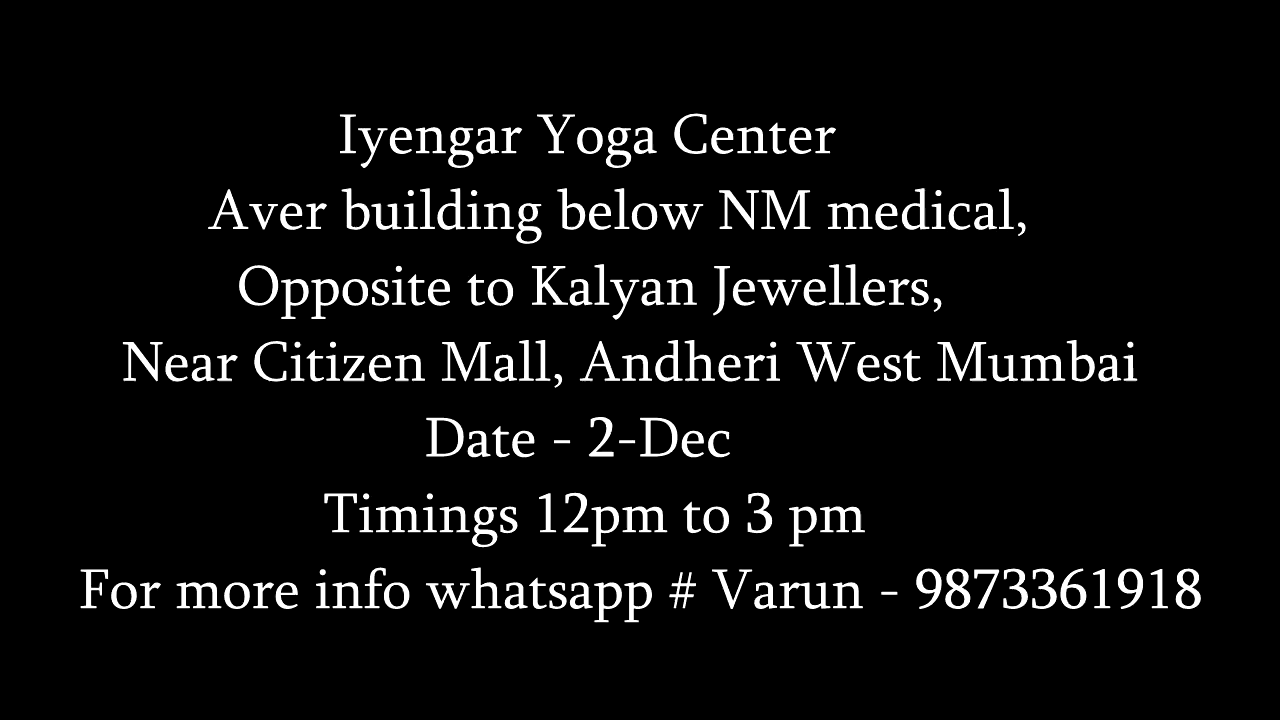 Iyengar Yoga Center
Aver building below NM medical,
Opposite to Kalyan Jewellers,
Near Citizen Mall, Andheri West Mumbai
Date - 2-Dec
Timings 12pm to 3 pm
For more info whatsapp # Varun - 9873361918